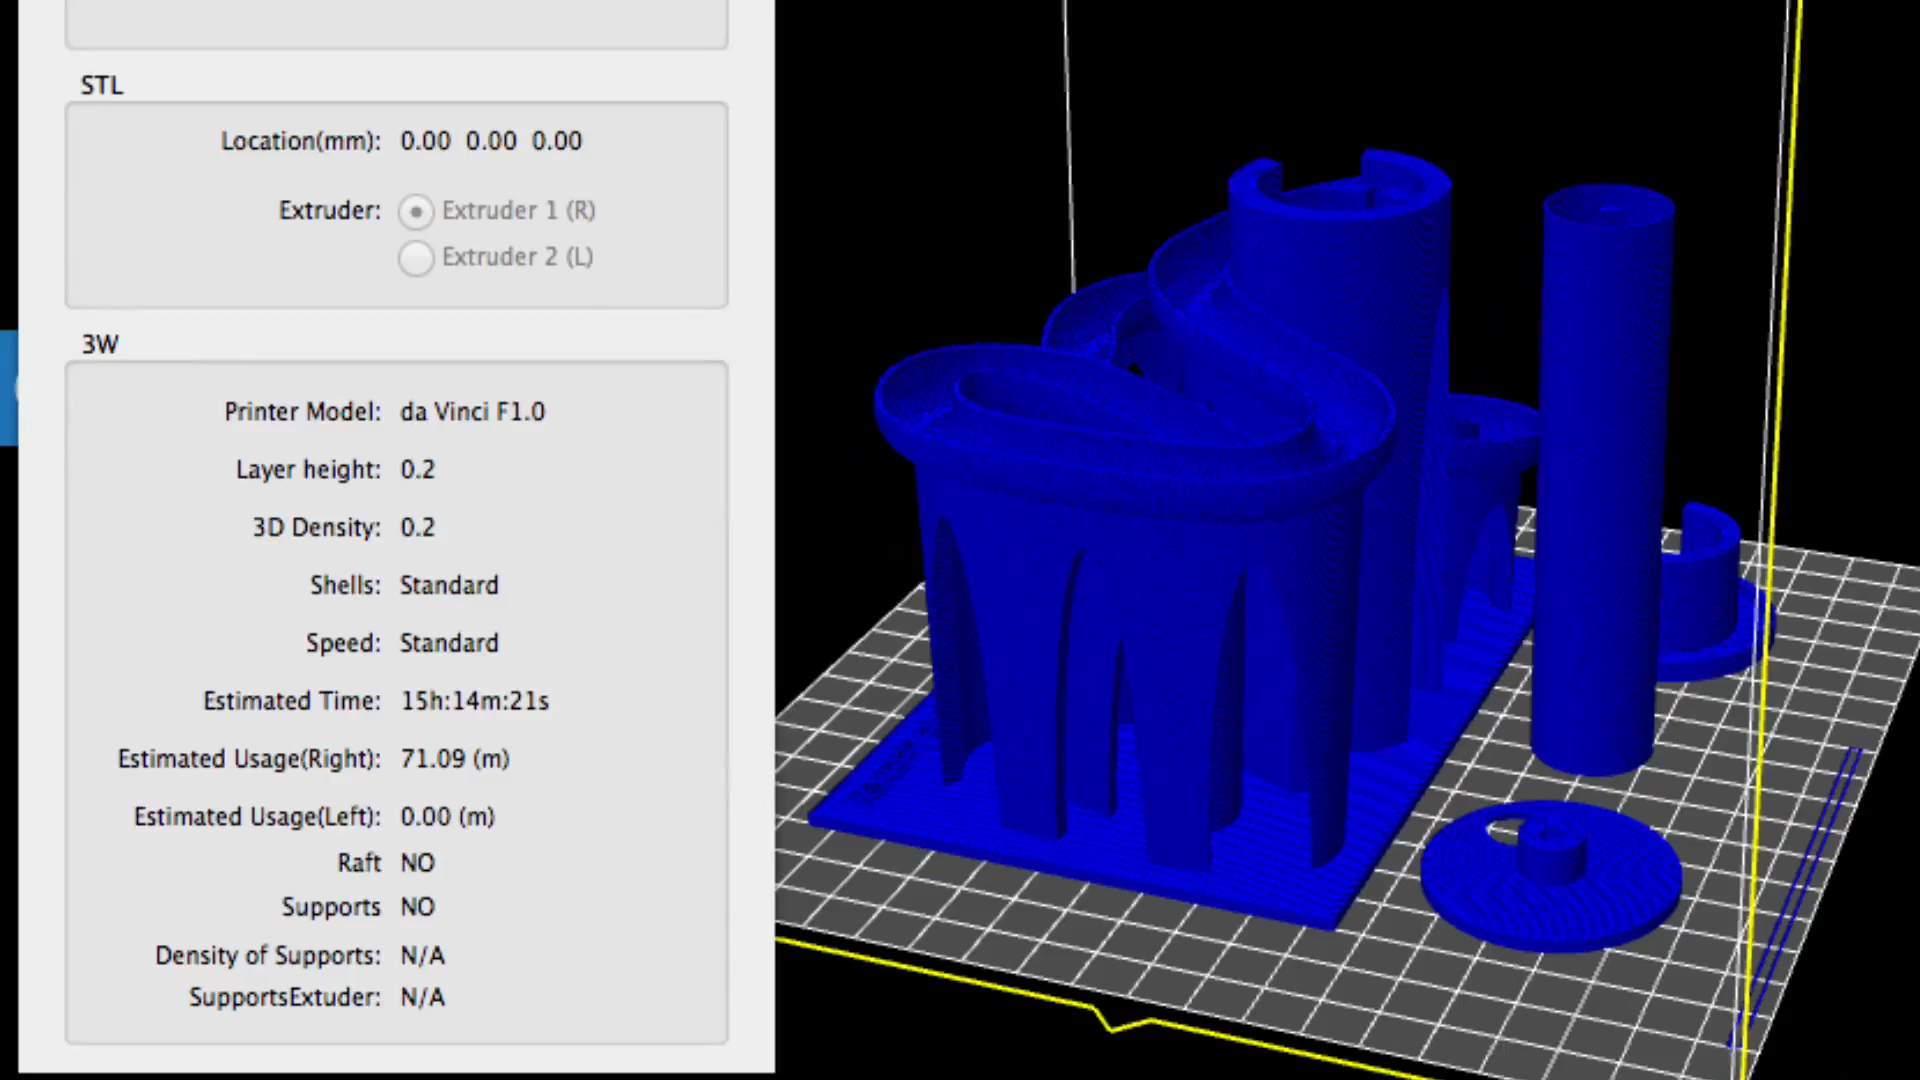 STL
Location(mm): 0.00 0.00 0.00
Extruder: Extruder 1 (R)
Extruder 2 (L)
3W
Printer Model: da Vinci F1.0
Layer height: 0.2
3D Density: 0.2
Shells: Standard
Speed: Standard
Estimated Time: 15h:14m:21s
Estimated Usage(Right): 71.09 (m)
Estimated Usage(Left): 0.00 (m)
Raft NO
Supports NO
Density of Supports: N/A
SupportsExtuder: N/A